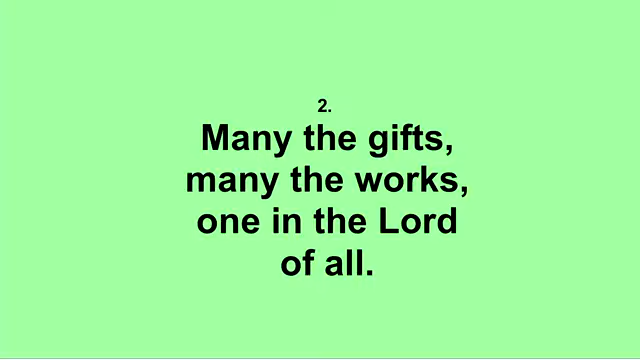 2.
Many the gifts,
many the works,
one in the Lord
of all.